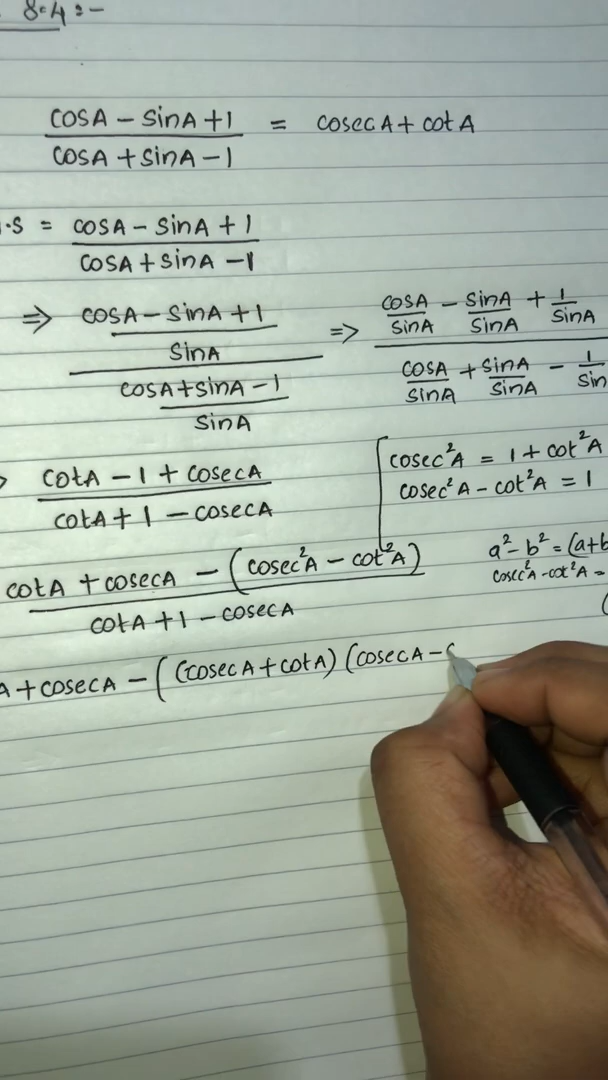 8.4:-
cosA - sinA + 1 = cosecA + cotA
cosA + sinA - 1
.S = cosA - sinA + 1
cosA + sinA - 1
⇒ cosA - sinA + 1 => cosA - sinA + 1
sinA sinA sinA sinA
cosA + sinA - 1 cosA + sinA - 1
sinA sinA sinA sin
cotA - 1 + cosecA
cotA + 1 - cosecA
cosec²A = 1 + cot²A
cosec²A - cot²A = 1
cotA + cosecA - (cosec²A - cot²A)
cotA + 1 - cosecA
a² - b² = (a+b
cosec²A - cot²A =
(
A + cosecA - ((cosecA + cotA) (cosecA -